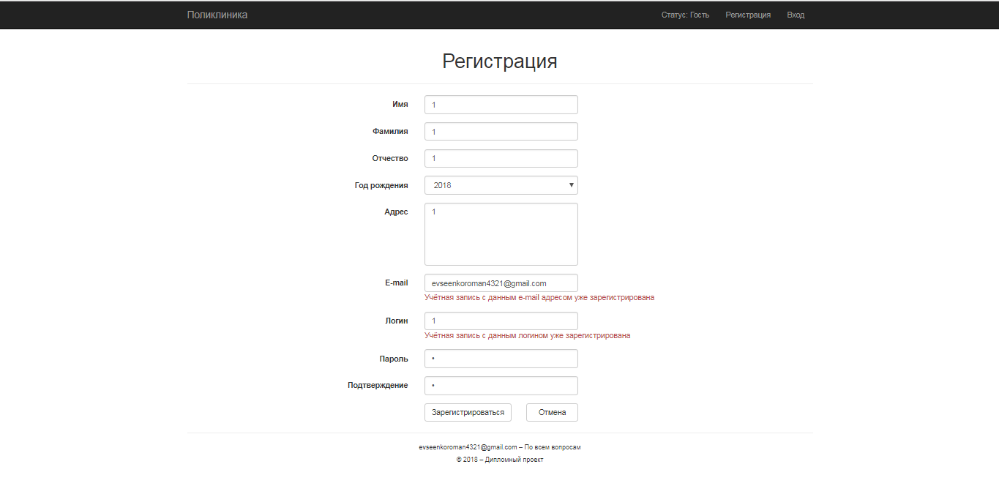 Поликлиника Статус: Гость Регистрация Вход
Регистрация
Имя 1
Фамилия 1
Отчество 1
Год рождения 2018
Адрес 1
E-mail evseenkoroman4321@gmail.com
Учётная запись с данным e-mail адресом уже зарегистрирована
Логин 1
Учётная запись с данным логином уже зарегистрирована
Пароль •
Подтверждение •
Зарегистрироваться Отмена
evseenkoroman4321@gmail.com – По всем вопросам
© 2018 – Дипломный проект